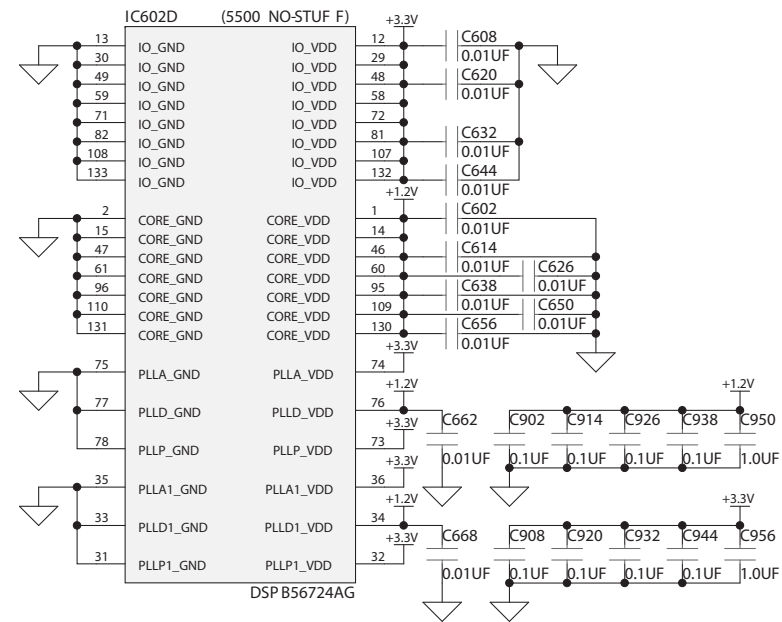 IC602D (5500 NO-STUF F)
+3.3V
13 IO_GND IO_VDD 12 C608
0.01UF
30 IO_GND IO_VDD 29
49 IO_GND IO_VDD 48 C620
0.01UF
59 IO_GND IO_VDD 58
71 IO_GND IO_VDD 72
82 IO_GND IO_VDD 81 C632
0.01UF
108 IO_GND IO_VDD 107
133 IO_GND IO_VDD 132 C644
0.01UF
+1.2V
2 CORE_GND CORE_VDD 1 C602
0.01UF
15 CORE_GND CORE_VDD 14
47 CORE_GND CORE_VDD 46 C614
0.01UF
61 CORE_GND CORE_VDD 60 C626
0.01UF
96 CORE_GND CORE_VDD 95 C638
0.01UF
110 CORE_GND CORE_VDD 109 C650
0.01UF
131 CORE_GND CORE_VDD 130 C656
0.01UF
+3.3V
75 PLLA_GND PLLA_VDD 74
+1.2V +1.2V
77 PLLD_GND PLLD_VDD 76
C662 C902 C914 C926 C938 C950
+3.3V
78 PLLP_GND PLLP_VDD 73
0.01UF 0.1UF 0.1UF 0.1UF 0.1UF 1.0UF
+3.3V
35 PLLA1_GND PLLA1_VDD 36
+1.2V +3.3V
33 PLLD1_GND PLLD1_VDD 34
C668 C908 C920 C932 C944 C956
+3.3V
31 PLLP1_GND PLLP1_VDD 32
0.01UF 0.1UF 0.1UF 0.1UF 0.1UF 1.0UF
DSP B56724AG